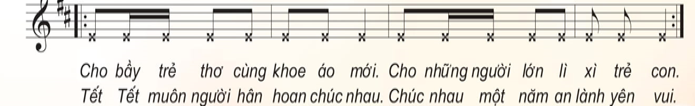 Cho bầy trẻ thơ cùng khoe áo mới. Cho những người lớn lì xì trẻ con.
Tết Tết muôn người hân hoan chúc nhau. Chúc nhau một năm an lành yên vui.